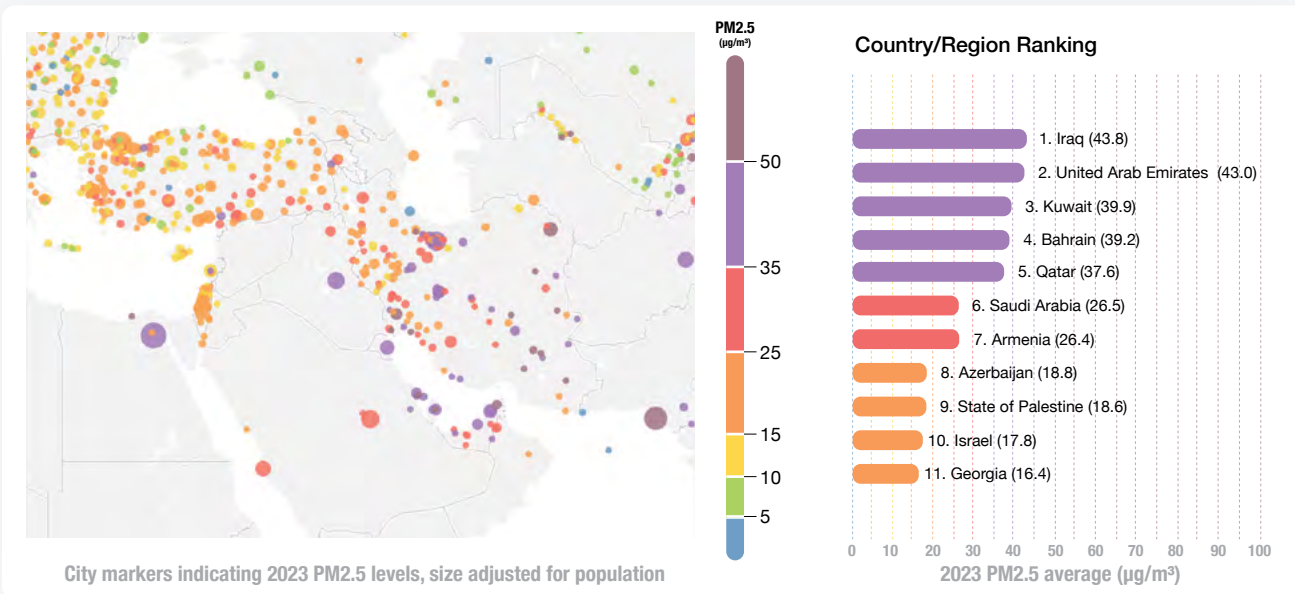 PM2.5
(µg/m³)
50
35
25
15
10
5
City markers indicating 2023 PM2.5 levels, size adjusted for population
Country/Region Ranking
1. Iraq (43.8)
2. United Arab Emirates (43.0)
3. Kuwait (39.9)
4. Bahrain (39.2)
5. Qatar (37.6)
6. Saudi Arabia (26.5)
7. Armenia (26.4)
8. Azerbaijan (18.8)
9. State of Palestine (18.6)
10. Israel (17.8)
11. Georgia (16.4)
0 10 20 30 40 50 60 70 80 90 100
2023 PM2.5 average (µg/m³)